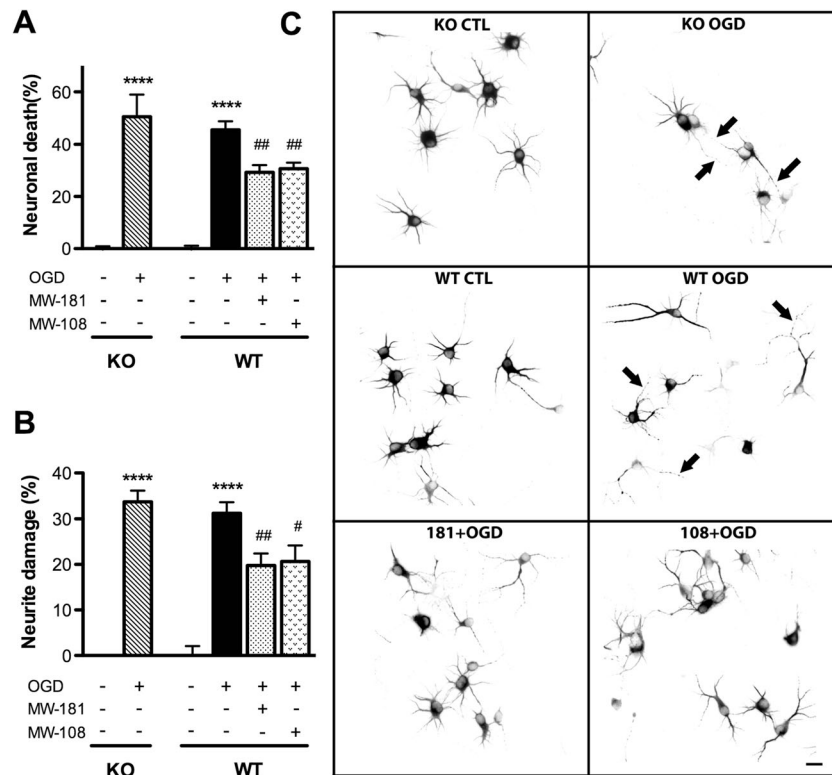 A
Neuronal death(%)
60
40
20
0
****
****
##
##
OGD - + - + + +
MW-181 - - - - + -
MW-108 - - - - - +
KO WT
B
Neurite damage (%)
40
30
20
10
0
****
****
##
#
OGD - + - + + +
MW-181 - - - - + -
MW-108 - - - - - +
KO WT
C
KO CTL
KO OGD
WT CTL
WT OGD
181+OGD
108+OGD